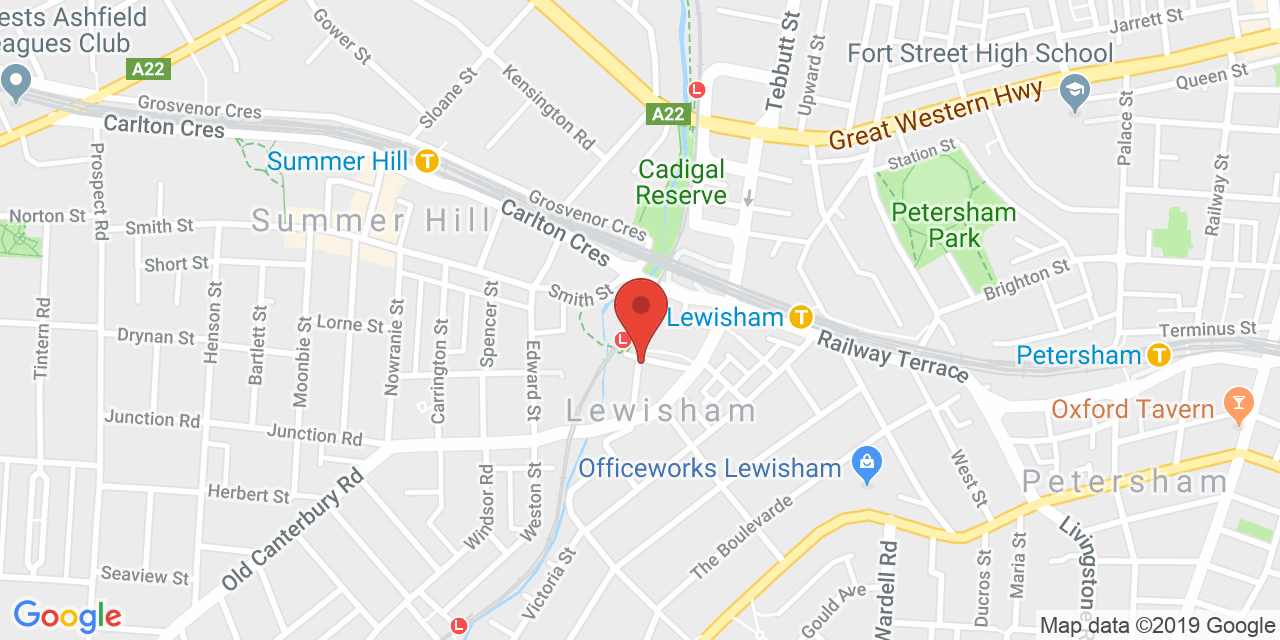 ests Ashfield
eagues Club
Gower St
A22
Grosvenor Cres
Carlton Cres
Sloane St
Kensington Rd
A22
Tebbutt St
Upward St
Fort Street High School
Jarrett St
Queen St
Great Western Hwy
Palace St
Station St
Railway St
Summer Hill
T
Cadigal
Reserve
Petersham
Park
Prospect Rd
Norton St
Smith St
Summer Hill
Grosvenor Cres
Carlton Cres
Short St
Brighton St
Smith St
Tintern Rd
Henson St
Bartlett St
Moonbie St
Lorne St
Nowranie St
Carrington St
Spencer St
Edward St
Drynan St
L
L
Lewisham
T
Railway Terrace
Terminus St
Petersham
T
Junction Rd
Junction Rd
Lewisham
Oxford Tavern
Officeworks Lewisham
West St
Petersham
Herbert St
Old Canterbury Rd
Windsor Rd
Weston St
The Boulevarde
Livingstone R
Seaview St
Victoria St
Gould Ave
Wardell Rd
Ducros St
Maria St
L
Google
Map data ©2019 Google